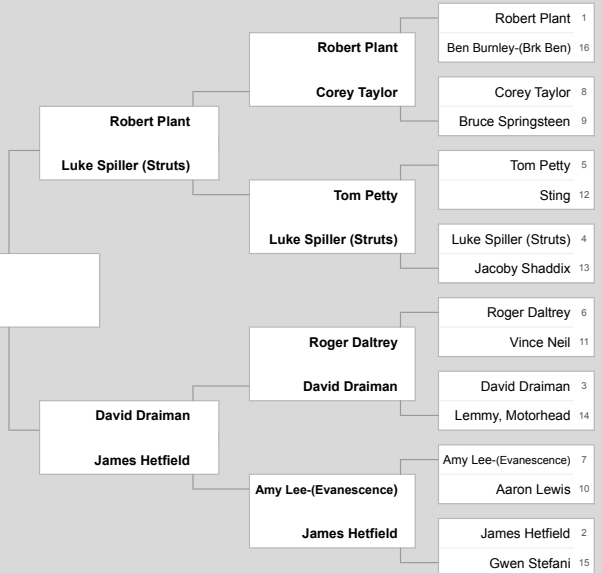 Robert Plant 1
Ben Burnley-(Brk Ben) 16
Corey Taylor 8
Bruce Springsteen 9
Tom Petty 5
Sting 12
Luke Spiller (Struts) 4
Jacoby Shaddix 13
Roger Daltrey 6
Vince Neil 11
David Draiman 3
Lemmy, Motorhead 14
Amy Lee-(Evanescence) 7
Aaron Lewis 10
James Hetfield 2
Gwen Stefani 15
Robert Plant
Corey Taylor
Tom Petty
Luke Spiller (Struts)
Roger Daltrey
David Draiman
Amy Lee-(Evanescence)
James Hetfield
Robert Plant
Luke Spiller (Struts)
David Draiman
James Hetfield